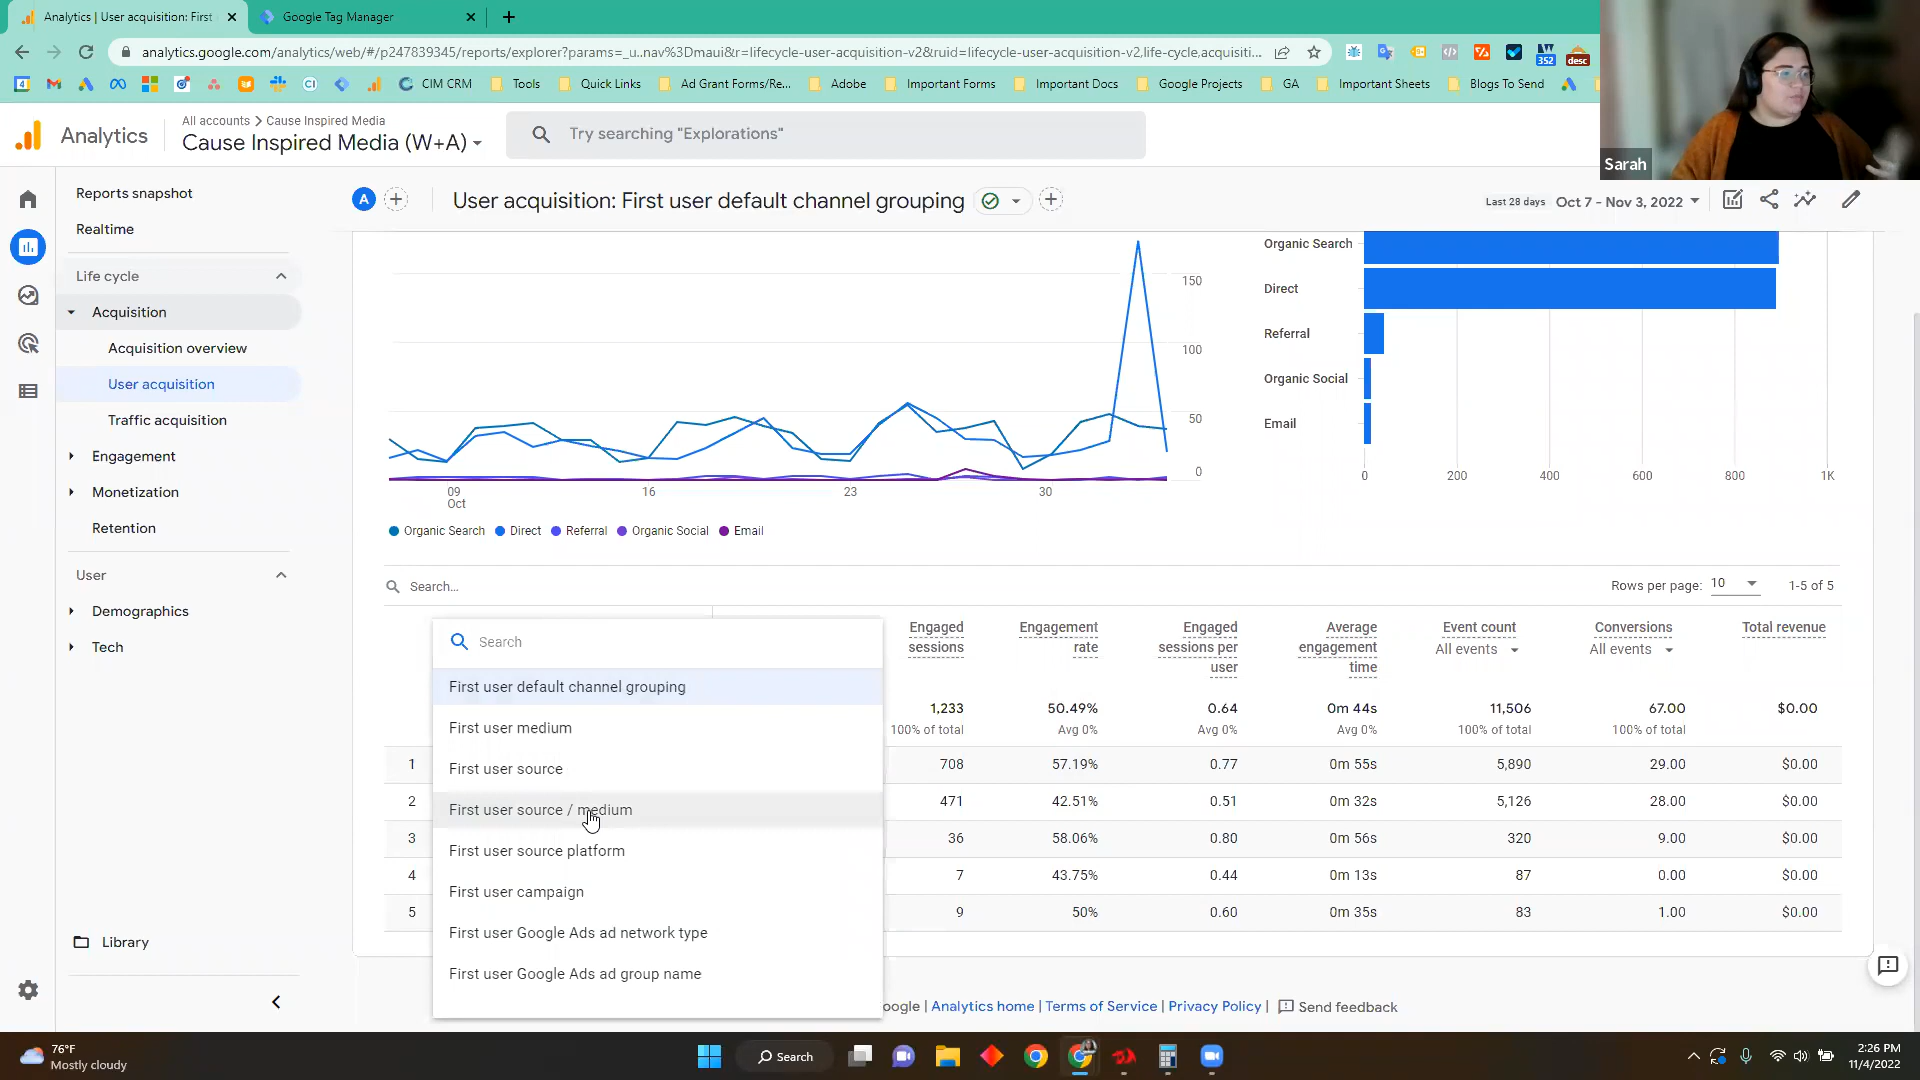 Analytics | User acquisition: First
Google Tag Manager
analytics.google.com/analytics/web/#/p247839345/reports/explorer?params=_u..nav%3Dmaui&r=lifecycle-user-acquisition-v2&ruid=lifecycle-user-acquisition-v2,life-cycle,acquisiti...
352
desc
CIM CRM
Tools
Quick Links
Ad Grant Forms/Re...
Adobe
Important Forms
Important Docs
Google Projects
GA
Important Sheets
Blogs To Send
Sarah
Analytics
All accounts > Cause Inspired Media
Cause Inspired Media (W+A)
Try searching "Explorations"
Reports snapshot
Realtime
Life cycle
Acquisition
Acquisition overview
User acquisition
Traffic acquisition
Engagement
Monetization
Retention
User
Demographics
Tech
Library
A
User acquisition: First user default channel grouping
Last 28 days Oct 7 - Nov 3, 2022
150
100
50
0
09
Oct
16
23
30
Organic Search Direct Referral Organic Social Email
Organic Search
Direct
Referral
Organic Social
Email
0 200 400 600 800 1K
Search...
Rows per page: 10 1-5 of 5
Search
First user default channel grouping
First user medium
First user source
First user source / medium
First user source platform
First user campaign
First user Google Ads ad network type
First user Google Ads ad group name
Engaged sessions
Engagement rate
Engaged sessions per user
Average engagement time
Event count
All events
Conversions
All events
Total revenue
1,233 50.49% 0.64 0m 44s 11,506 67.00 $0.00
100% of total Avg 0% Avg 0% Avg 0% 100% of total 100% of total
1 708 57.19% 0.77 0m 55s 5,890 29.00 $0.00
2 471 42.51% 0.51 0m 32s 5,126 28.00 $0.00
3 36 58.06% 0.80 0m 56s 320 9.00 $0.00
4 7 43.75% 0.44 0m 13s 87 0.00 $0.00
5 9 50% 0.60 0m 35s 83 1.00 $0.00
oogle | Analytics home | Terms of Service | Privacy Policy | Send feedback
76°F
Mostly cloudy
Search
2:26 PM
11/4/2022